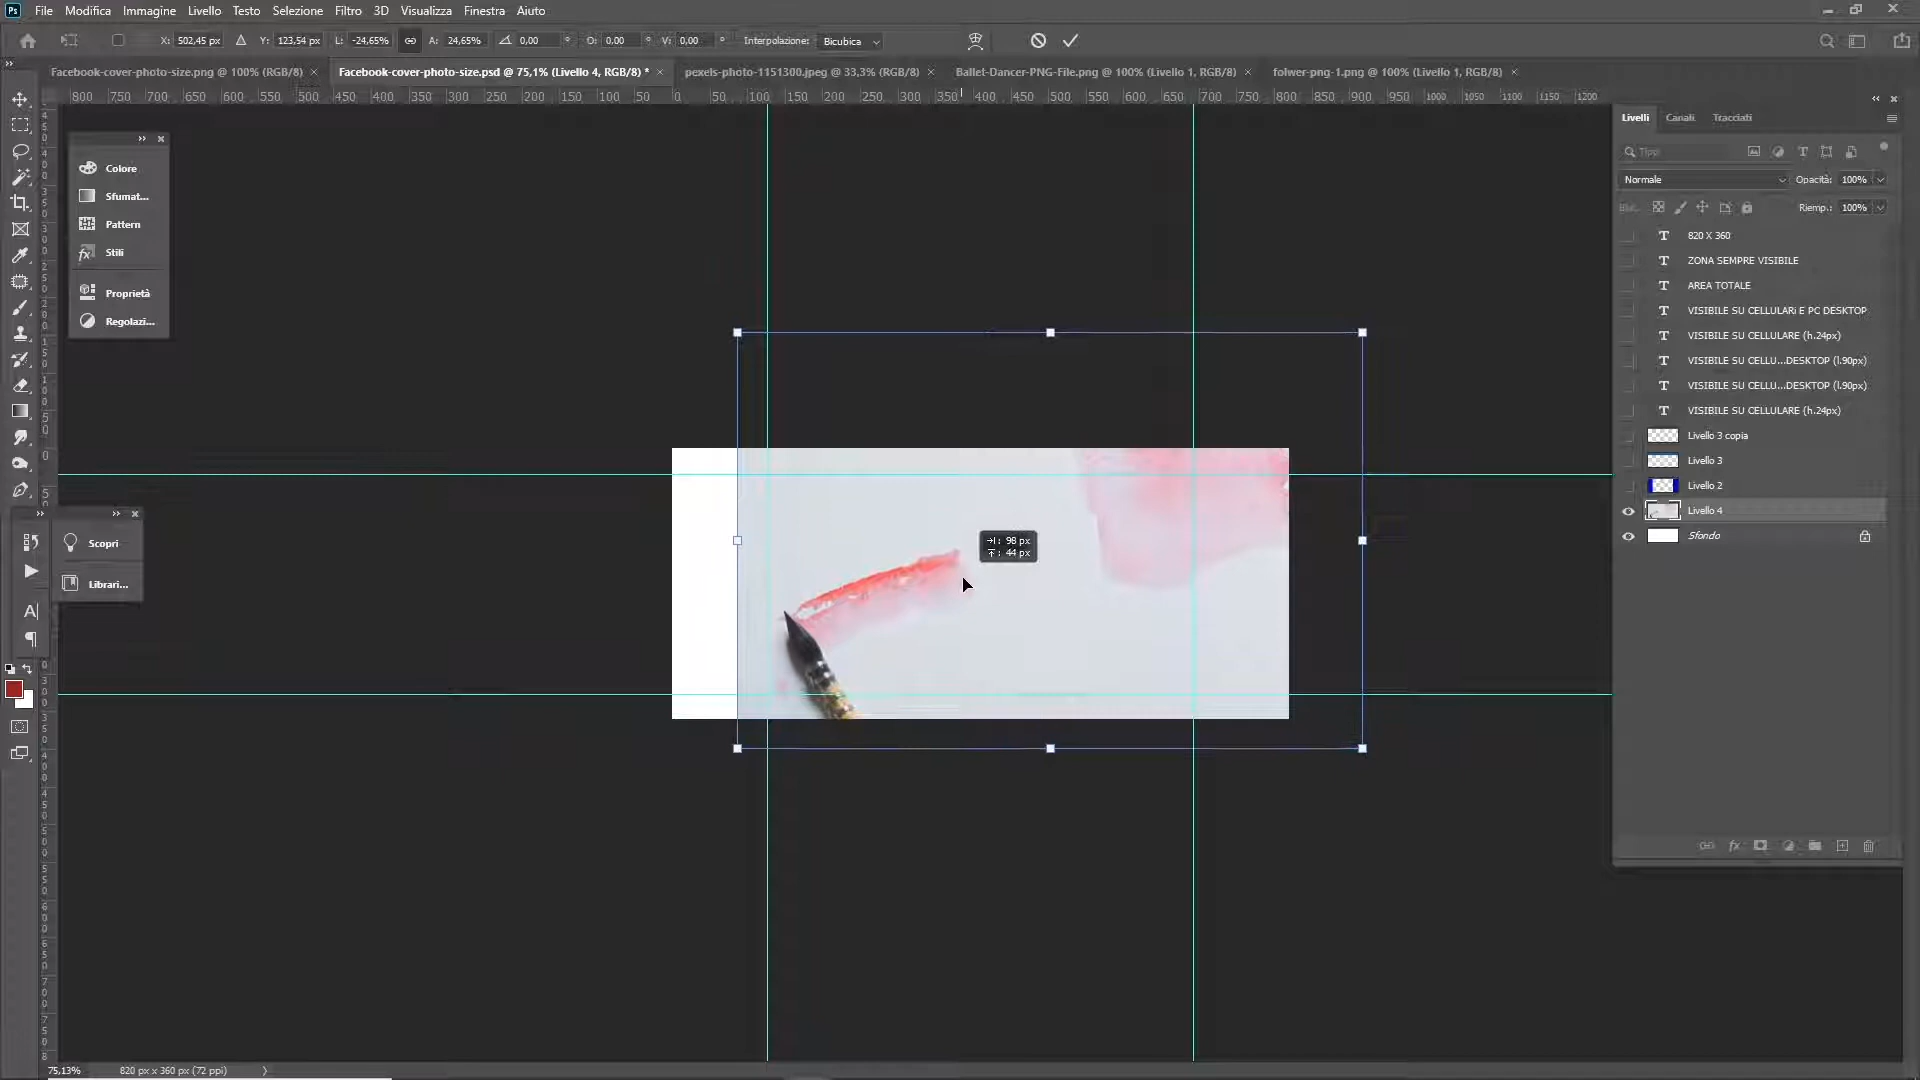 Ps File Modifica Immagine Livello Testo Selezione Filtro 3D Visualizza Finestra Aiuto
X: 502,45 px Y: 123,54 px L: -24,65% A: 24,65% 0,00 ° O: 0,00 ° V: 0,00 ° Interpolazione: Bicubica
Facebook-cover-photo-size.png @ 100% (RGB/8) × Facebook-cover-photo-size.psd @ 75,1% (Livello 4, RGB/8) * × pexels-photo-1151300.jpeg @ 33,3% (RGB/8) × Ballet-Dancer-PNG-File.png @ 100% (Livello 1, RGB/8) × folwer-png-1.png @ 100% (Livello 1, RGB/8) ×
800 750 700 650 600 550 500 450 400 350 300 250 200 150 100 50 0 50 100 150 200 250 300 350 400 450 500 550 600 650 700 750 800 850 900 950 1000 1050 1100 1150 1200
Colore
Sfumat...
Pattern
Stili
Proprietà
Regolazi...
Scopri
Librari...
98 px
44 px
Livelli Canali Tracciati
Tipo
Normale Opacità: 100%
Riemp.: 100%
820 X 360
ZONA SEMPRE VISIBILE
AREA TOTALE
VISIBILE SU CELLULARi E PC DESKTOP
VISIBILE SU CELLULARE (h.24px)
VISIBILE SU CELLU...DESKTOP (l.90px)
VISIBILE SU CELLU...DESKTOP (l.90px)
VISIBILE SU CELLULARE (h.24px)
Livello 3 copia
Livello 3
Livello 2
Livello 4
Sfondo
75,13% 820 px x 360 px (72 ppi)